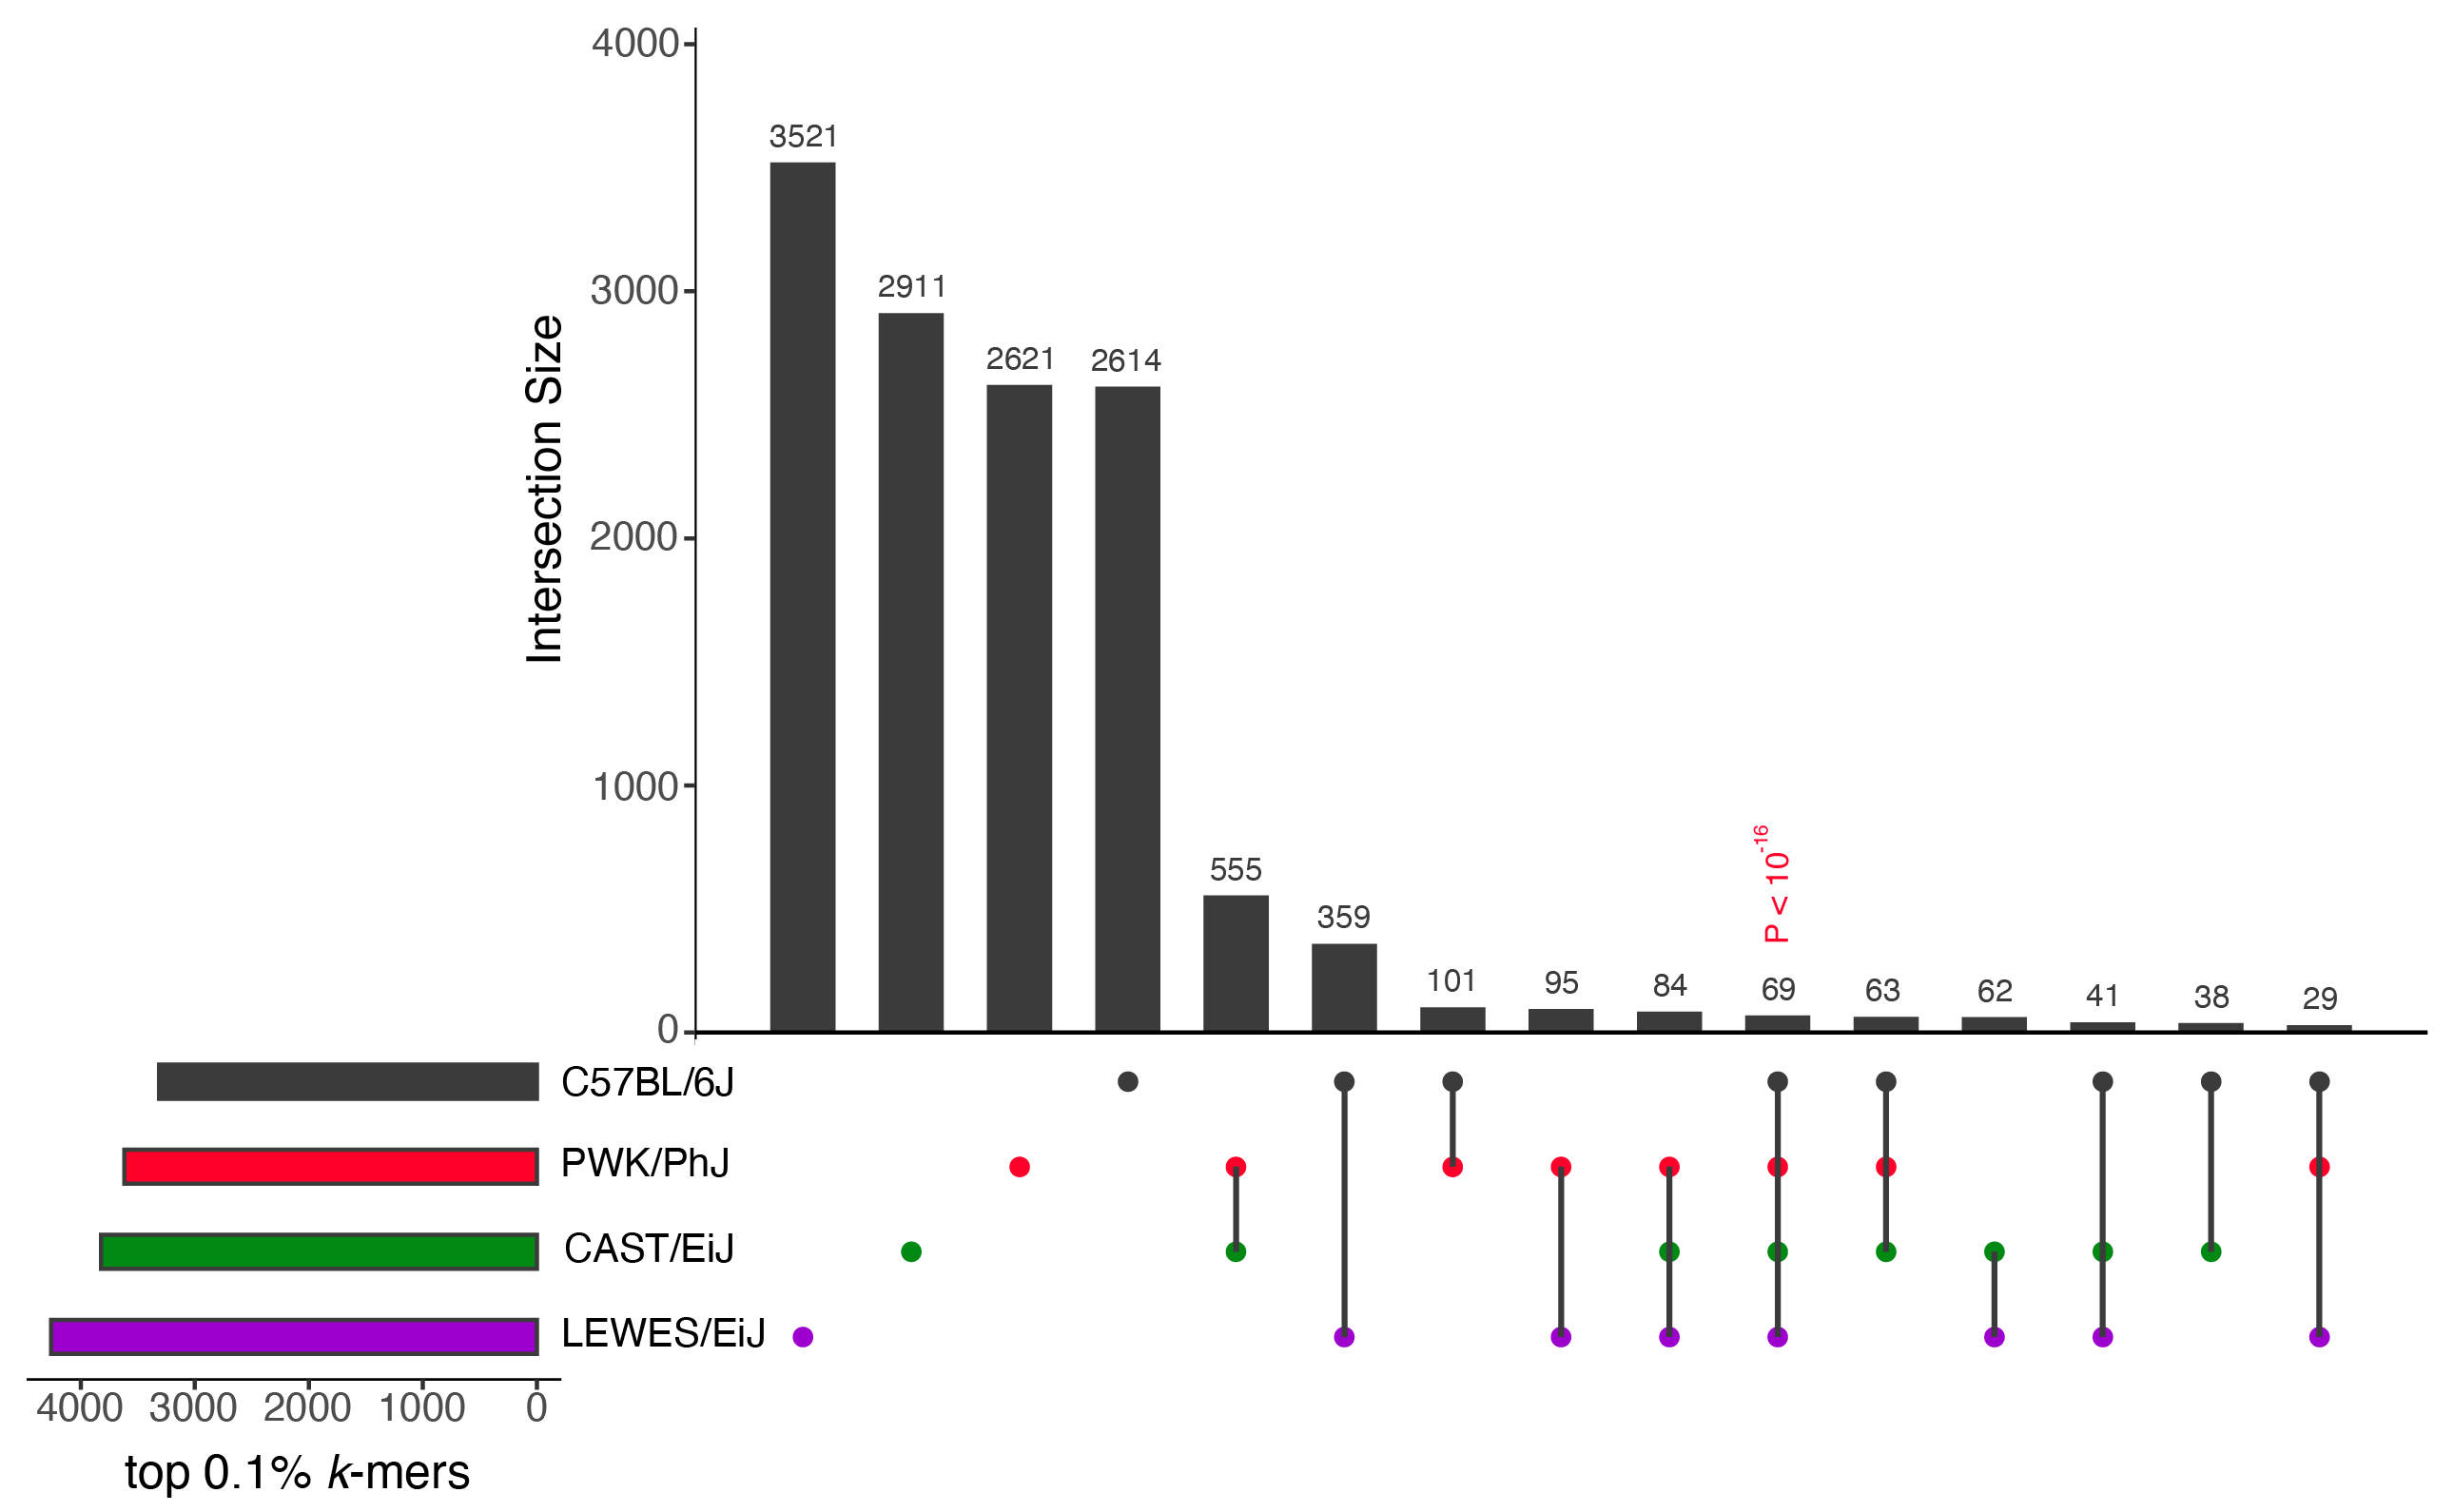 4000
3000
2000
1000
0
Intersection Size
3521
2911
2621
2614
555
359
101
95
84
69
63
62
41
38
29
P < 10-16
C57BL/6J
PWK/PhJ
CAST/EiJ
LEWES/EiJ
4000 3000 2000 1000 0
top 0.1% k-mers